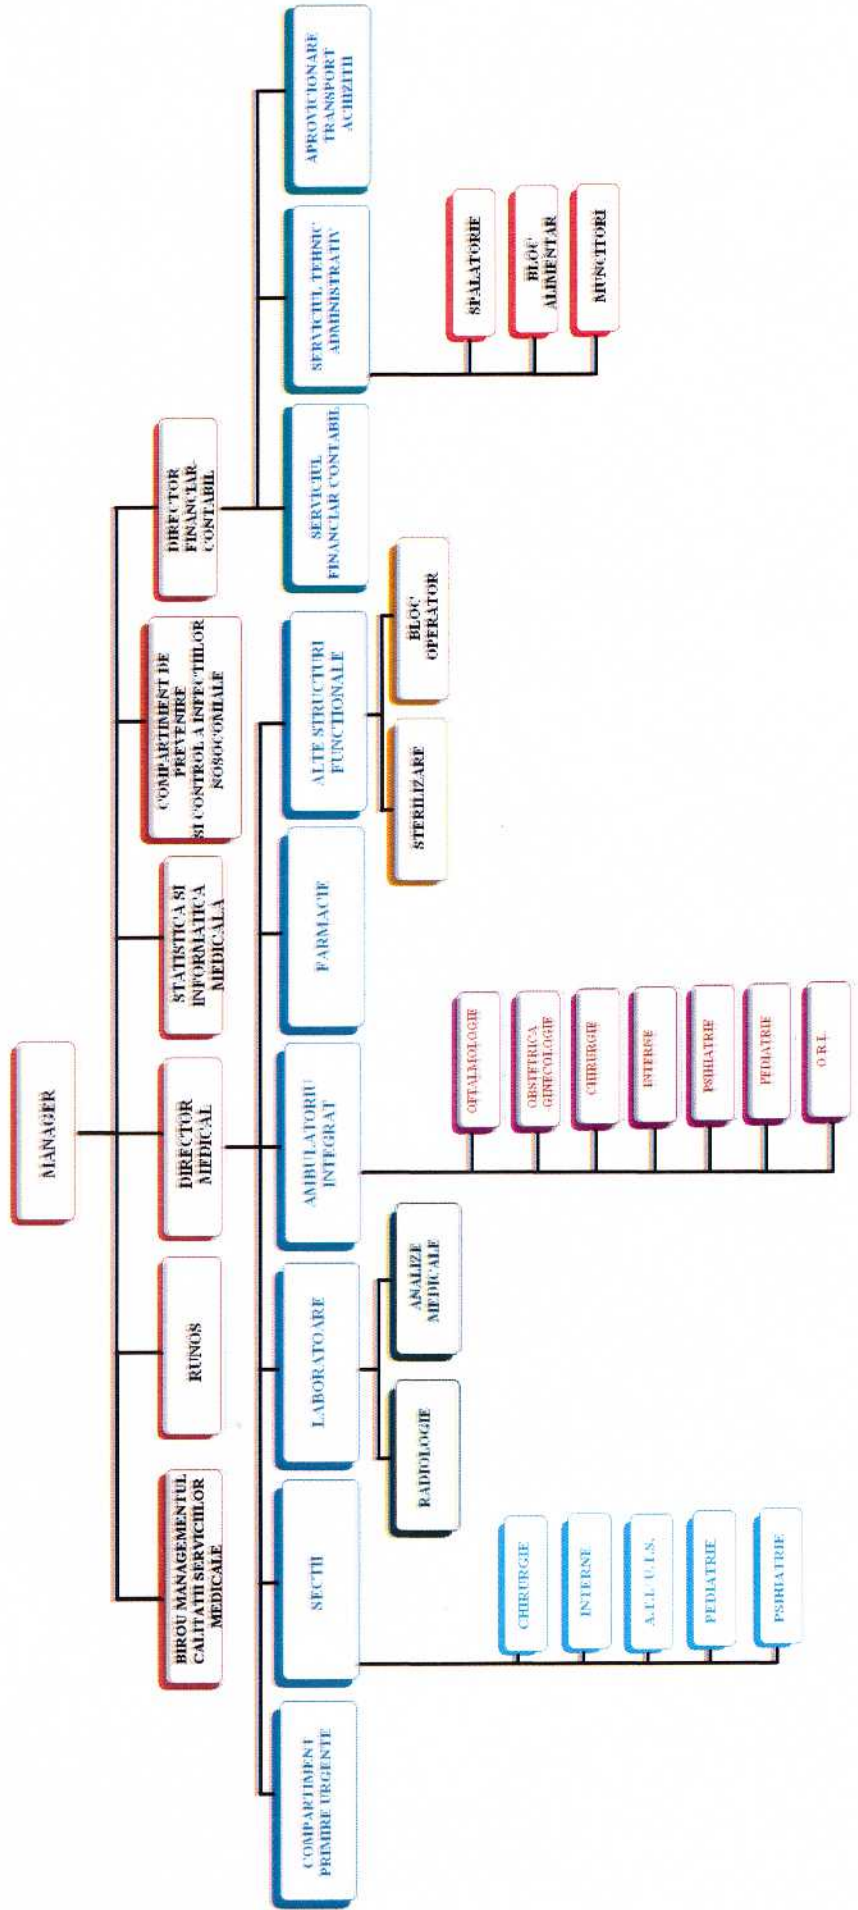 MANAGER
BIROU MANAGEMENTUL
CALITATII SERVICIILOR
MEDICALE
RUNOS
DIRECTOR
MEDICAL
STATISTICA SI
INFORMATICA
MEDICALA
COMPARTIMENT DE
PREVENIRE
SI CONTROL A INFECTIILOR
NOSOCOMIALE
DIRECTOR
FINANCIAR-
CONTABIL
COMPARTIMENT
PRIMIRE URGENTE
SECTII
LABORATOARE
AMBULATORIU
INTEGRAT
FARMACIE
ALTE STRUCTURI
FUNCTIONALE
SERVICIUL
FINANCIAR CONTABIL
SERVICIUL TEHNIC
ADMINISTRATIV
APROVICIONARE
TRANSPORT
ACHIZITII
CHIRURGIE
INTERNE
A.T.I. U.I.S.
PEDIATRIE
PSIHIATRIE
RADIOLOGIE
ANALIZE
MEDICALE
OFTALMOLOGIE
OBSTETRICA
-GINECOLOGIE
CHIRURGIE
INTERNE
PSIHIATRIE
PEDIATRIE
O R L
STERILIZARE
BLOC
OPERATOR
SPALATORIE
BLOC
ALIMENTAR
MUNCITORI